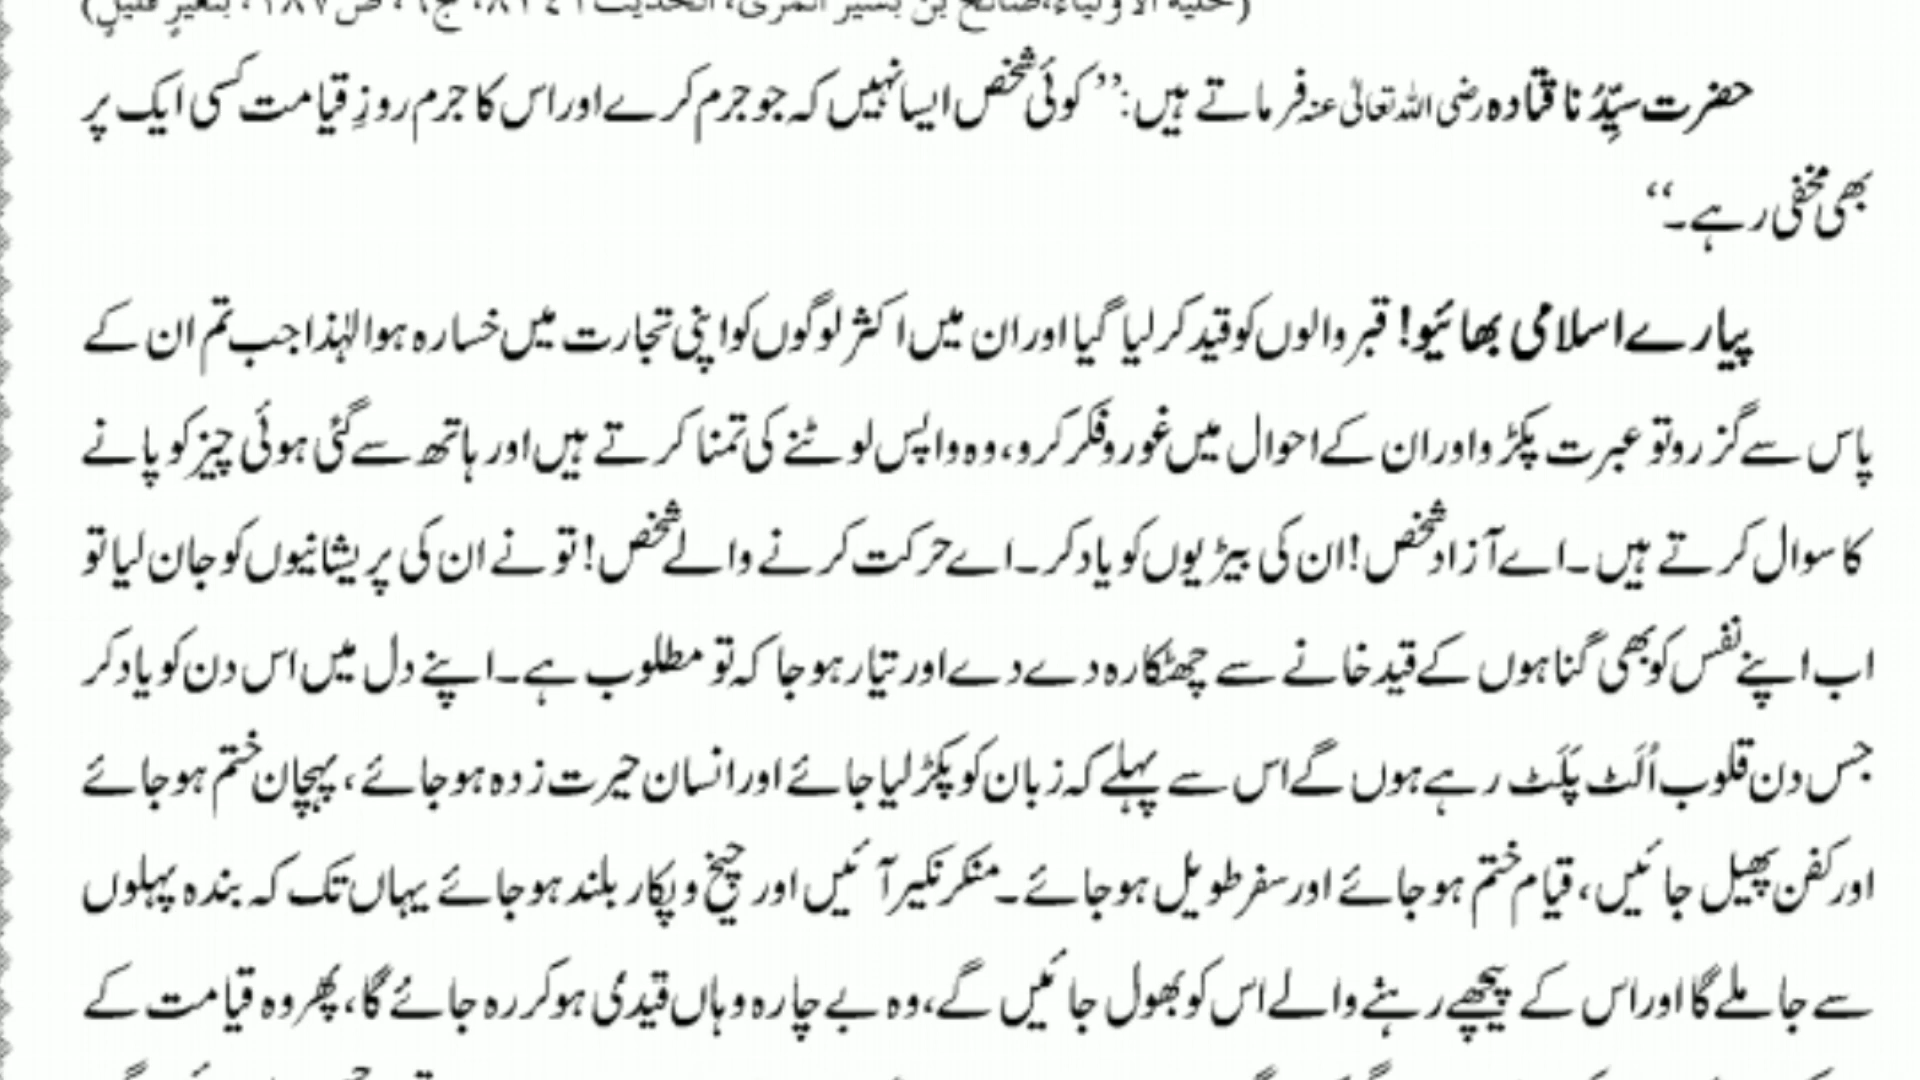 (حلیة الاولیاء، صالح بن بشیر المری، الحدیث
حضرت سیِّدُ نا قتادہ رضی اللہ تعالٰی عنہ فرماتے ہیں: ’’کوئی شخص ایسا نہیں کہ جو جرم کرے اور اس کا جرم روزِ قیامت کسی ایک پر
بھی مخفی رہے۔‘‘
پیارے اسلامی بھائیو! قبر والوں کو قید کر لیا گیا اور ان میں اکثر لوگوں کو اپنی تجارت میں خسارہ ہوا لہٰذا جب تم ان کے
پاس سے گزرو تو عبرت پکڑو اور ان کے احوال میں غور و فکر کرو، وہ واپس لوٹنے کی تمنا کرتے ہیں اور ہاتھ سے گئی ہوئی چیز کو پانے
کا سوال کرتے ہیں۔ اے آزاد شخص! ان کی بیڑیوں کو یاد کر۔ اے حرکت کرنے والے شخص! تو نے ان کی پریشانیوں کو جان لیا تو
اب اپنے نفس کو بھی گناہوں کے قید خانے سے چھٹکارہ دے دے اور تیّار ہو جا کہ تو مطلوب ہے۔ اپنے دل میں اس دن کو یاد کر
جس دن قلوب اُلَٹ پَلَٹ رہے ہوں گے اس سے پہلے کہ زبان کو پکڑ لیا جائے اور انسان حیرت زدہ ہو جائے، پہچان ختم ہو جائے
اور کفن پھیل جائیں، قیام ختم ہو جائے اور سفر طویل ہو جائے۔ منکر نکیر آئیں اور چیخ و پکار بلند ہو جائے یہاں تک کہ بندہ پہلوں
سے جا ملے گا اور اس کے پیچھے رہنے والے اس کو بھول جائیں گے، وہ بے چارہ وہاں قیدی ہو کر رہ جائے گا، پھر وہ قیامت کے